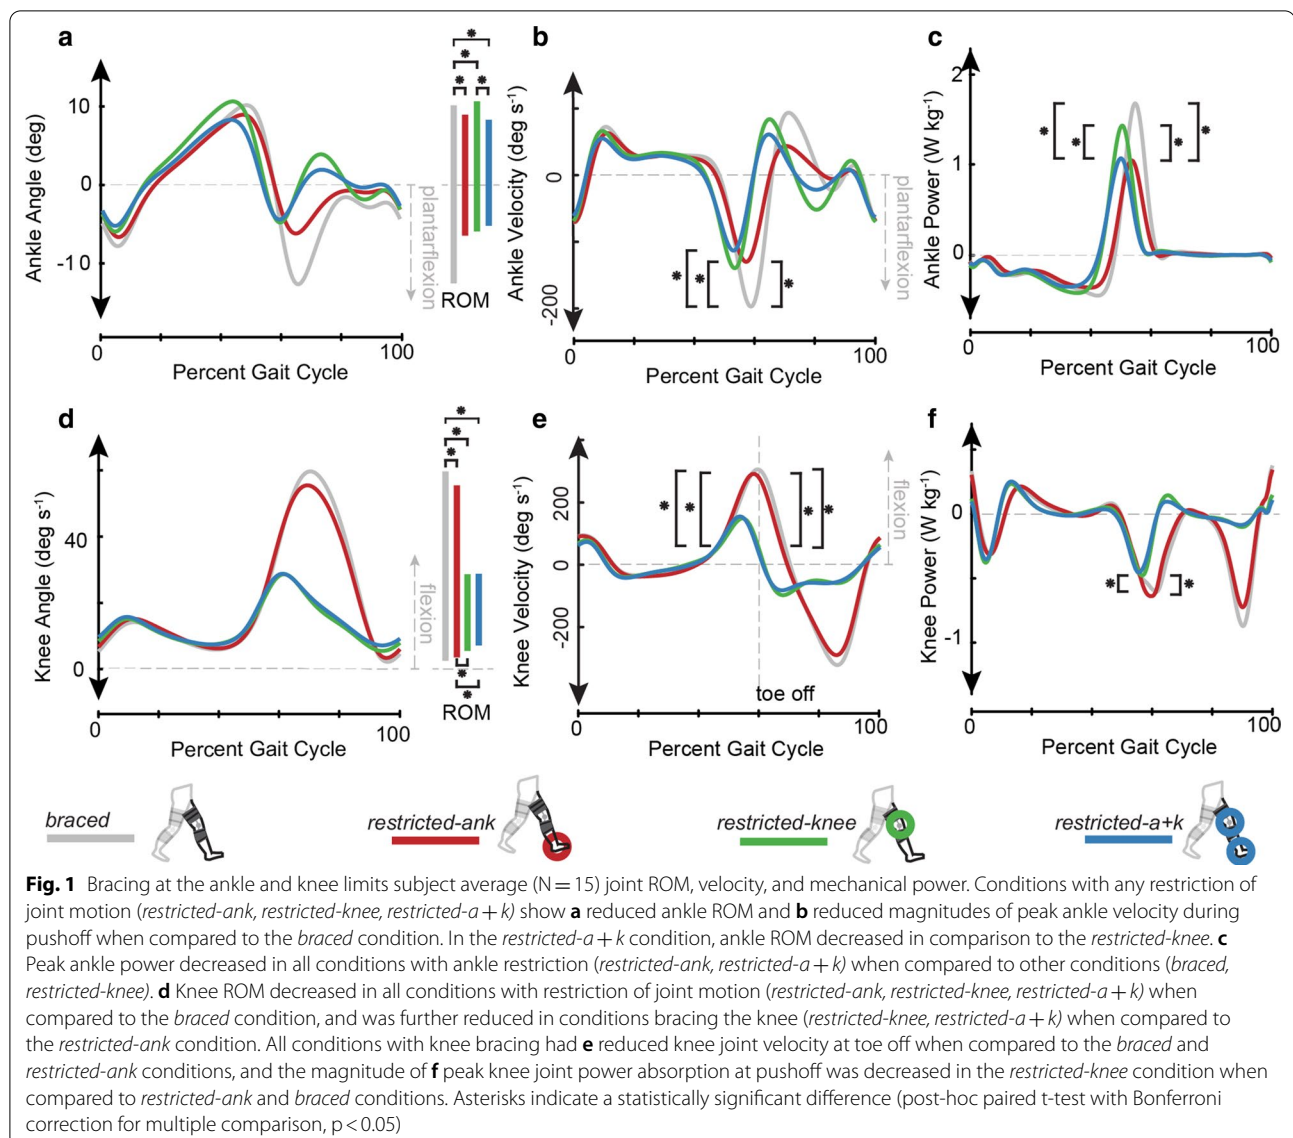 a
*
*
* *
10
0
-10
Ankle Angle (deg)
plantarflexion
ROM
0 100
Percent Gait Cycle
b
0
-200
Ankle Velocity (deg s-1)
* * *
plantarflexion
0 100
Percent Gait Cycle
c
2
1
0
Ankle Power (W kg-1)
* * * *
0 100
Percent Gait Cycle
d
*
*
*
40
0
Knee Angle (deg s-1)
flexion
*
*
ROM
0 100
Percent Gait Cycle
e
200
0
-200
Knee Velocity (deg s-1)
* * * *
flexion
toe off
0 100
Percent Gait Cycle
f
0
-1
Knee Power (W kg-1)
* *
0 100
Percent Gait Cycle
braced
restricted-ank
restricted-knee
restricted-a+k
Fig. 1 Bracing at the ankle and knee limits subject average (N = 15) joint ROM, velocity, and mechanical power. Conditions with any restriction of
joint motion (restricted-ank, restricted-knee, restricted-a + k) show a reduced ankle ROM and b reduced magnitudes of peak ankle velocity during
pushoff when compared to the braced condition. In the restricted-a + k condition, ankle ROM decreased in comparison to the restricted-knee. c
Peak ankle power decreased in all conditions with ankle restriction (restricted-ank, restricted-a + k) when compared to other conditions (braced,
restricted-knee). d Knee ROM decreased in all conditions with restriction of joint motion (restricted-ank, restricted-knee, restricted-a + k) when
compared to the braced condition, and was further reduced in conditions bracing the knee (restricted-knee, restricted-a + k) when compared to
the restricted-ank condition. All conditions with knee bracing had e reduced knee joint velocity at toe off when compared to the braced and
restricted-ank conditions, and the magnitude of f peak knee joint power absorption at pushoff was decreased in the restricted-knee condition when
compared to restricted-ank and braced conditions. Asterisks indicate a statistically significant difference (post-hoc paired t-test with Bonferroni
correction for multiple comparison, p < 0.05)